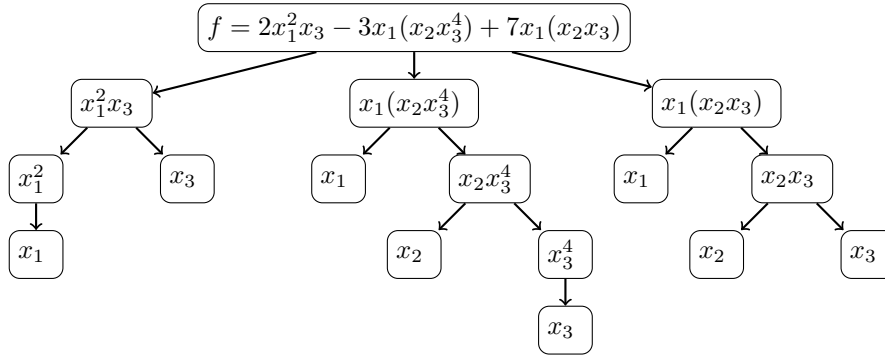 f = 2x_1^2x_3 − 3x_1(x_2x_3^4) + 7x_1(x_2x_3)
x_1^2x_3 x_1(x_2x_3^4) x_1(x_2x_3)
x_1^2 x_3 x_1 x_2x_3^4 x_1 x_2x_3
x_1 x_2 x_3^4 x_2 x_3
x_3